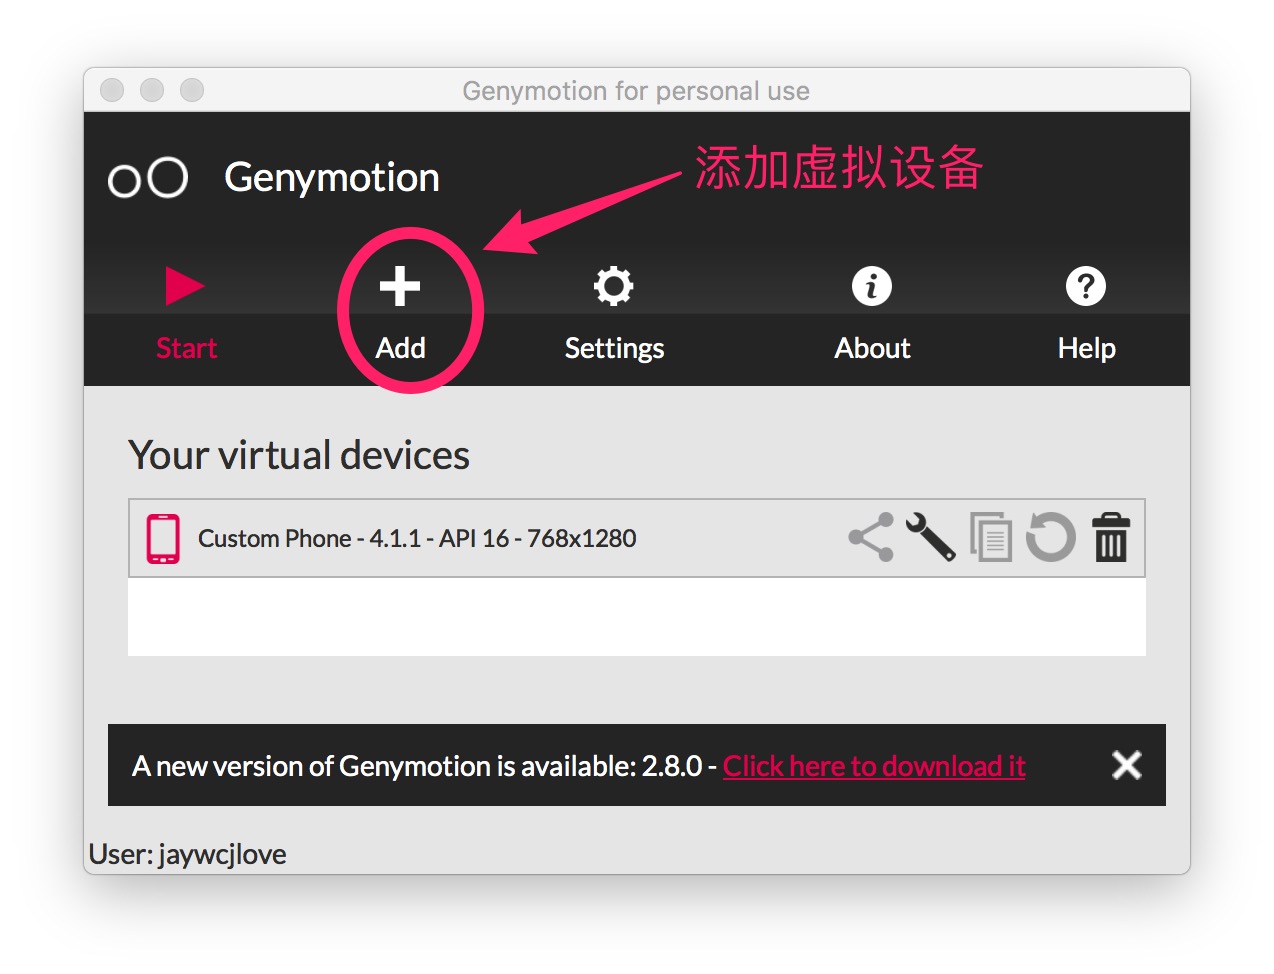 Genymotion for personal use
Genymotion
添加虚拟设备
Start
Add
Settings
About
Help
Your virtual devices
Custom Phone - 4.1.1 - API 16 - 768x1280
A new version of Genymotion is available: 2.8.0 - Click here to download it
User: jaywcjlove